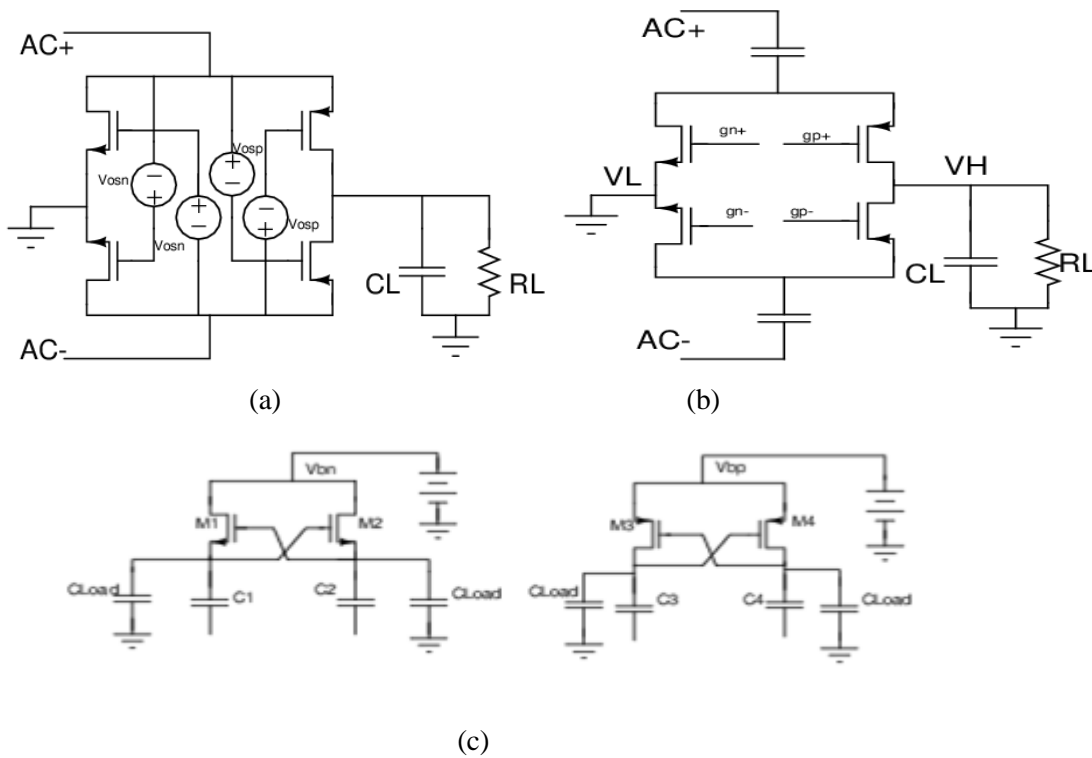 AC+
Vosn
Vosn
Vosp
Vosp
CL
RL
AC-
(a)
AC+
gn+
gp+
VL
VH
gn-
gp-
CL
RL
AC-
(b)
Vbn
M1
M2
CLoad
C1
C2
CLoad
Vbp
M3
M4
CLoad
C3
C4
CLoad
(c)